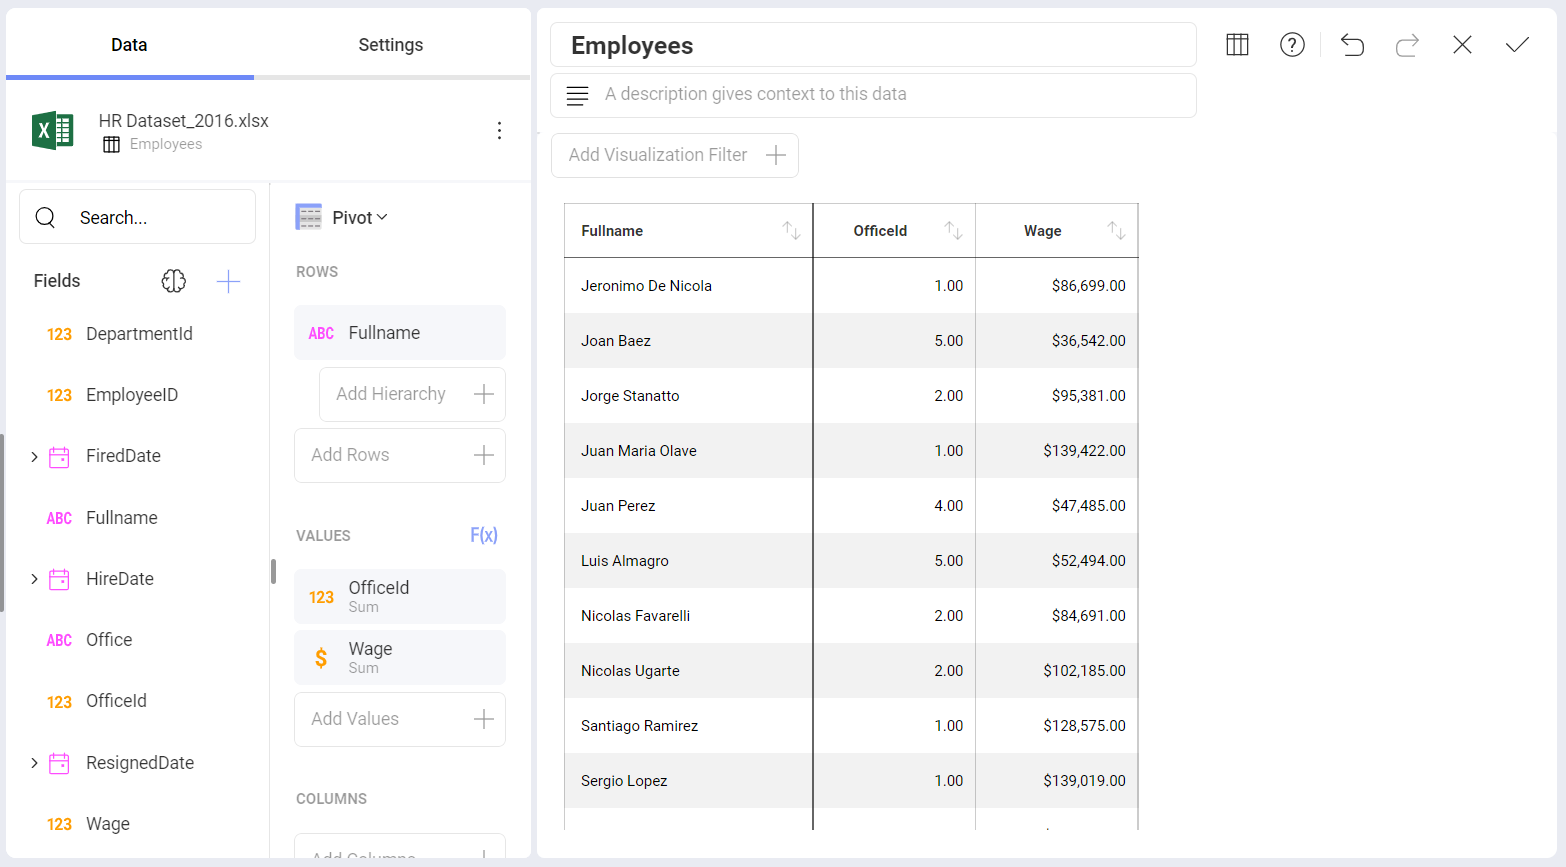 Data
Settings
HR Dataset_2016.xlsx
Employees
Search...
Fields
123 DepartmentId
123 EmployeeID
FiredDate
ABC Fullname
HireDate
ABC Office
123 OfficeId
ResignedDate
123 Wage
Pivot
ROWS
ABC Fullname
Add Hierarchy
Add Rows
VALUES F(x)
123 OfficeId
Sum
$ Wage
Sum
Add Values
COLUMNS
Add Columns
Employees
A description gives context to this data
Add Visualization Filter
Fullname OfficeId Wage
Jeronimo De Nicola 1.00 $86,699.00
Joan Baez 5.00 $36,542.00
Jorge Stanatto 2.00 $95,381.00
Juan Maria Olave 1.00 $139,422.00
Juan Perez 4.00 $47,485.00
Luis Almagro 5.00 $52,494.00
Nicolas Favarelli 2.00 $84,691.00
Nicolas Ugarte 2.00 $102,185.00
Santiago Ramirez 1.00 $128,575.00
Sergio Lopez 1.00 $139,019.00